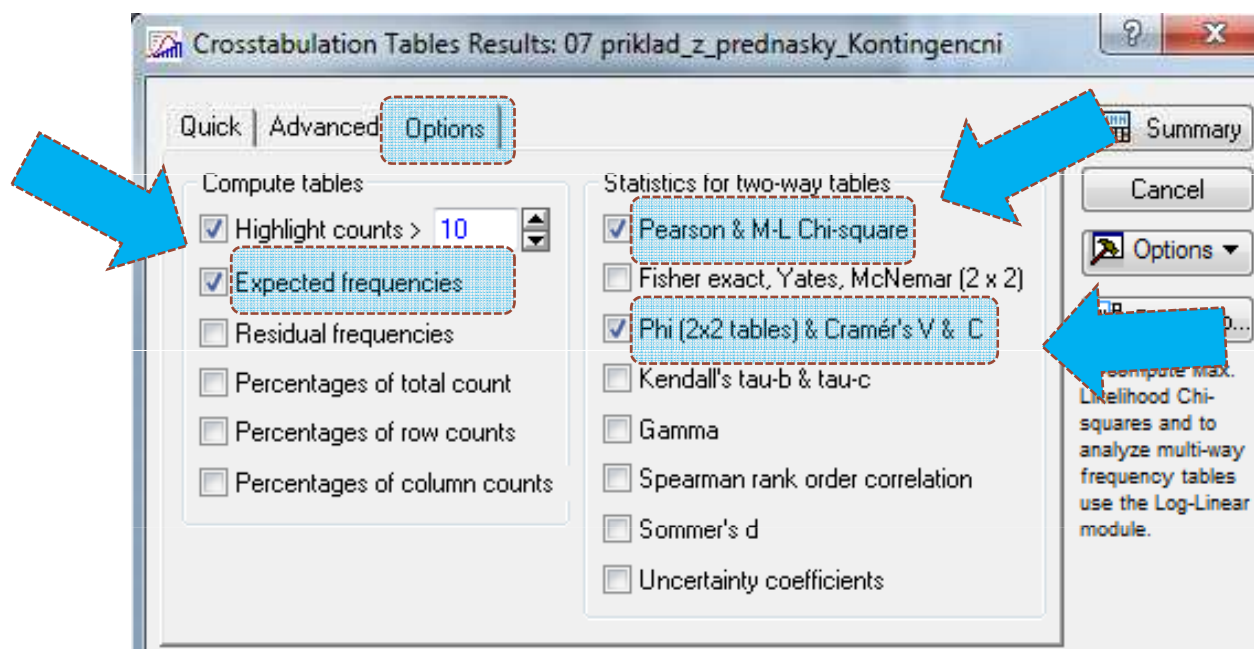 Crosstabulation Tables Results: 07 priklad_z_prednasky_Kontingencni
Quick Advanced Options
Compute tables
Highlight counts > 10
Expected frequencies
Residual frequencies
Percentages of total count
Percentages of row counts
Percentages of column counts
Statistics for two-way tables
Pearson & M-L Chi-square
Fisher exact, Yates, McNemar (2 x 2)
Phi (2x2 tables) & Cramér's V & C
Kendall's tau-b & tau-c
Gamma
Spearman rank order correlation
Sommer's d
Uncertainty coefficients
Summary
Cancel
Options
compute Max.
Likelihood Chi-
squares and to
analyze multi-way
frequency tables
use the Log-Linear
module.